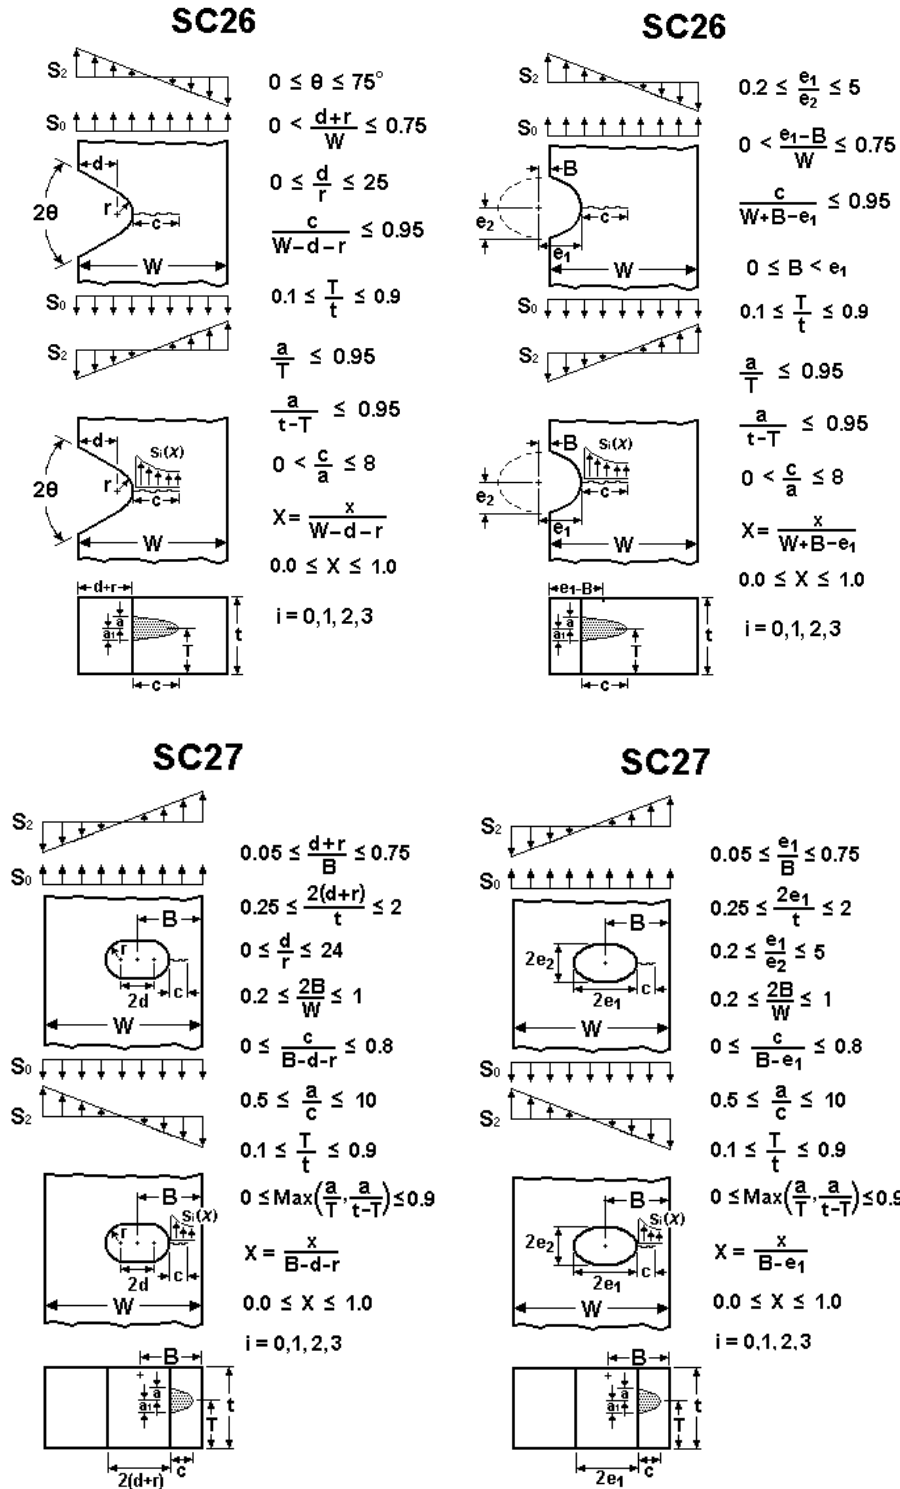 SC26
S₂
S₀
d
2θ
r
c
W
S₀
S₂
0 ≤ θ ≤ 75°
0 < (d+r)/W ≤ 0.75
0 ≤ d/r ≤ 25
c/(W−d−r) ≤ 0.95
0.1 ≤ T/t ≤ 0.9
a/T ≤ 0.95
a/(t−T) ≤ 0.95
0 < c/a ≤ 8
X = x/(W−d−r)
0.0 ≤ X ≤ 1.0
i = 0,1,2,3
d
Sᵢ(x)
2θ
r
c
W
d+r
a
a₁
T
t
c
SC26
S₂
S₀
B
e₂
c
e₁
W
S₀
S₂
0.2 ≤ e₁/e₂ ≤ 5
0 < (e₁−B)/W ≤ 0.75
c/(W+B−e₁) ≤ 0.95
0 ≤ B < e₁
0.1 ≤ T/t ≤ 0.9
a/T ≤ 0.95
a/(t−T) ≤ 0.95
0 < c/a ≤ 8
X = x/(W+B−e₁)
0.0 ≤ X ≤ 1.0
i = 0,1,2,3
B
Sᵢ(x)
e₂
c
e₁
W
e₁−B
a
a₁
T
t
c
SC27
S₂
S₀
B
r
2d
c
W
S₀
S₂
0.05 ≤ (d+r)/B ≤ 0.75
0.25 ≤ 2(d+r)/t ≤ 2
0 ≤ d/r ≤ 24
0.2 ≤ 2B/W ≤ 1
0 ≤ c/(B−d−r) ≤ 0.8
0.5 ≤ a/c ≤ 10
0.1 ≤ T/t ≤ 0.9
0 ≤ Max(a/T, a/(t−T)) ≤ 0.9
X = x/(B−d−r)
0.0 ≤ X ≤ 1.0
i = 0,1,2,3
B
Sᵢ(x)
r
2d
c
W
B
a
a₁
T
t
2(d+r)
c
SC27
S₂
S₀
B
2e₂
2e₁
c
W
S₀
S₂
0.05 ≤ e₁/B ≤ 0.75
0.25 ≤ 2e₁/t ≤ 2
0.2 ≤ e₁/e₂ ≤ 5
0.2 ≤ 2B/W ≤ 1
0 ≤ c/(B−e₁) ≤ 0.8
0.5 ≤ a/c ≤ 10
0.1 ≤ T/t ≤ 0.9
0 ≤ Max(a/T, a/(t−T)) ≤ 0.9
X = x/(B−e₁)
0.0 ≤ X ≤ 1.0
i = 0,1,2,3
B
Sᵢ(x)
2e₂
2e₁
c
W
B
a
a₁
T
t
2e₁
c